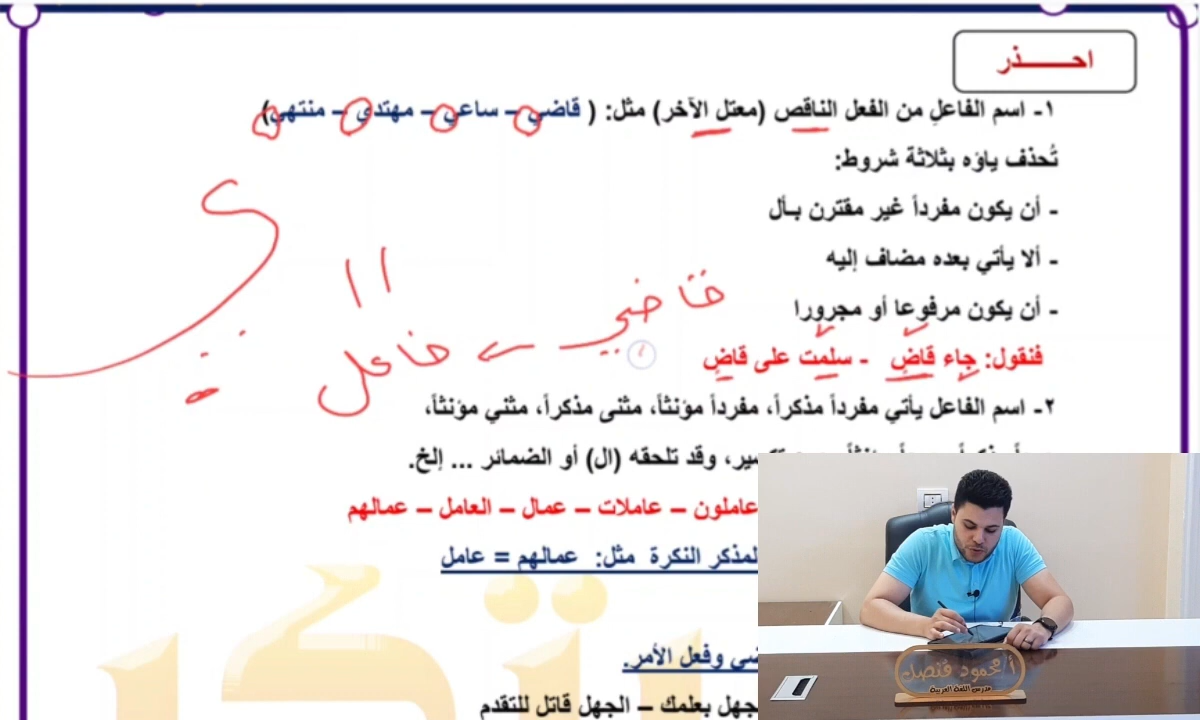 احــــــذر
١- اسم الفاعلِ من الفعل الناقص (معتل الآخر) مثل: ( قاضي – ساعي – مهتدي – منتهي)
تُحذف ياؤه بثلاثة شروط:
- أن يكون مفرداً غير مقترن بـأل
- ألا يأتي بعده مضاف إليه
- أن يكون مرفوعا أو مجرورا
قاضي
فاعل
ي
فنقول: جاء قاضٍ - سلمت على قاضٍ
٢- اسم الفاعل يأتي مفرداً مذكراً، مفرداً مؤنثاً، مثنى مذكراً، مثني مؤنثاً،
وقد تلحقه (ال) أو الضمائر ... إلخ.
عاملون – عاملات – عمال – العامل – عمالهم
لمذكر النكرة مثل: عمالهم = عامل
وفعل الأمر.
بعلمك – الجهل قاتل للتقدم
أ.محمود قنصل
مدرس اللغة العربية